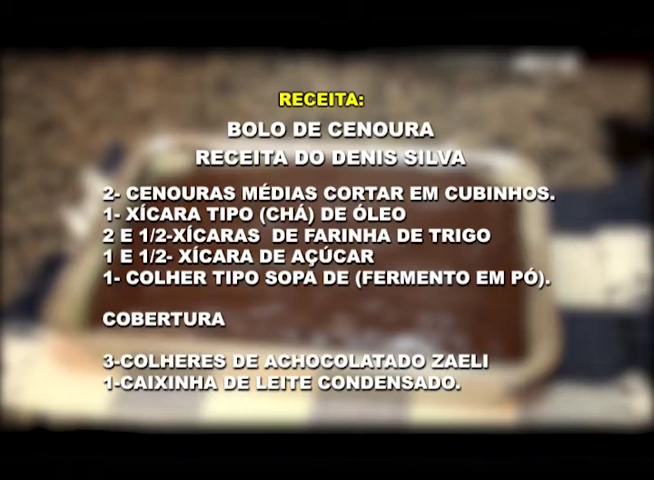 RECEITA:
BOLO DE CENOURA
RECEITA DO DENIS SILVA
2- CENOURAS MÉDIAS CORTAR EM CUBINHOS.
1- XÍCARA TIPO (CHÁ) DE ÓLEO
2 E 1/2-XÍCARAS DE FARINHA DE TRIGO
1 E 1/2- XÍCARA DE AÇÚCAR
1- COLHER TIPO SOPA DE (FERMENTO EM PÓ).
COBERTURA
3-COLHERES DE ACHOCOLATADO ZAELI
1-CAIXINHA DE LEITE CONDENSADO.